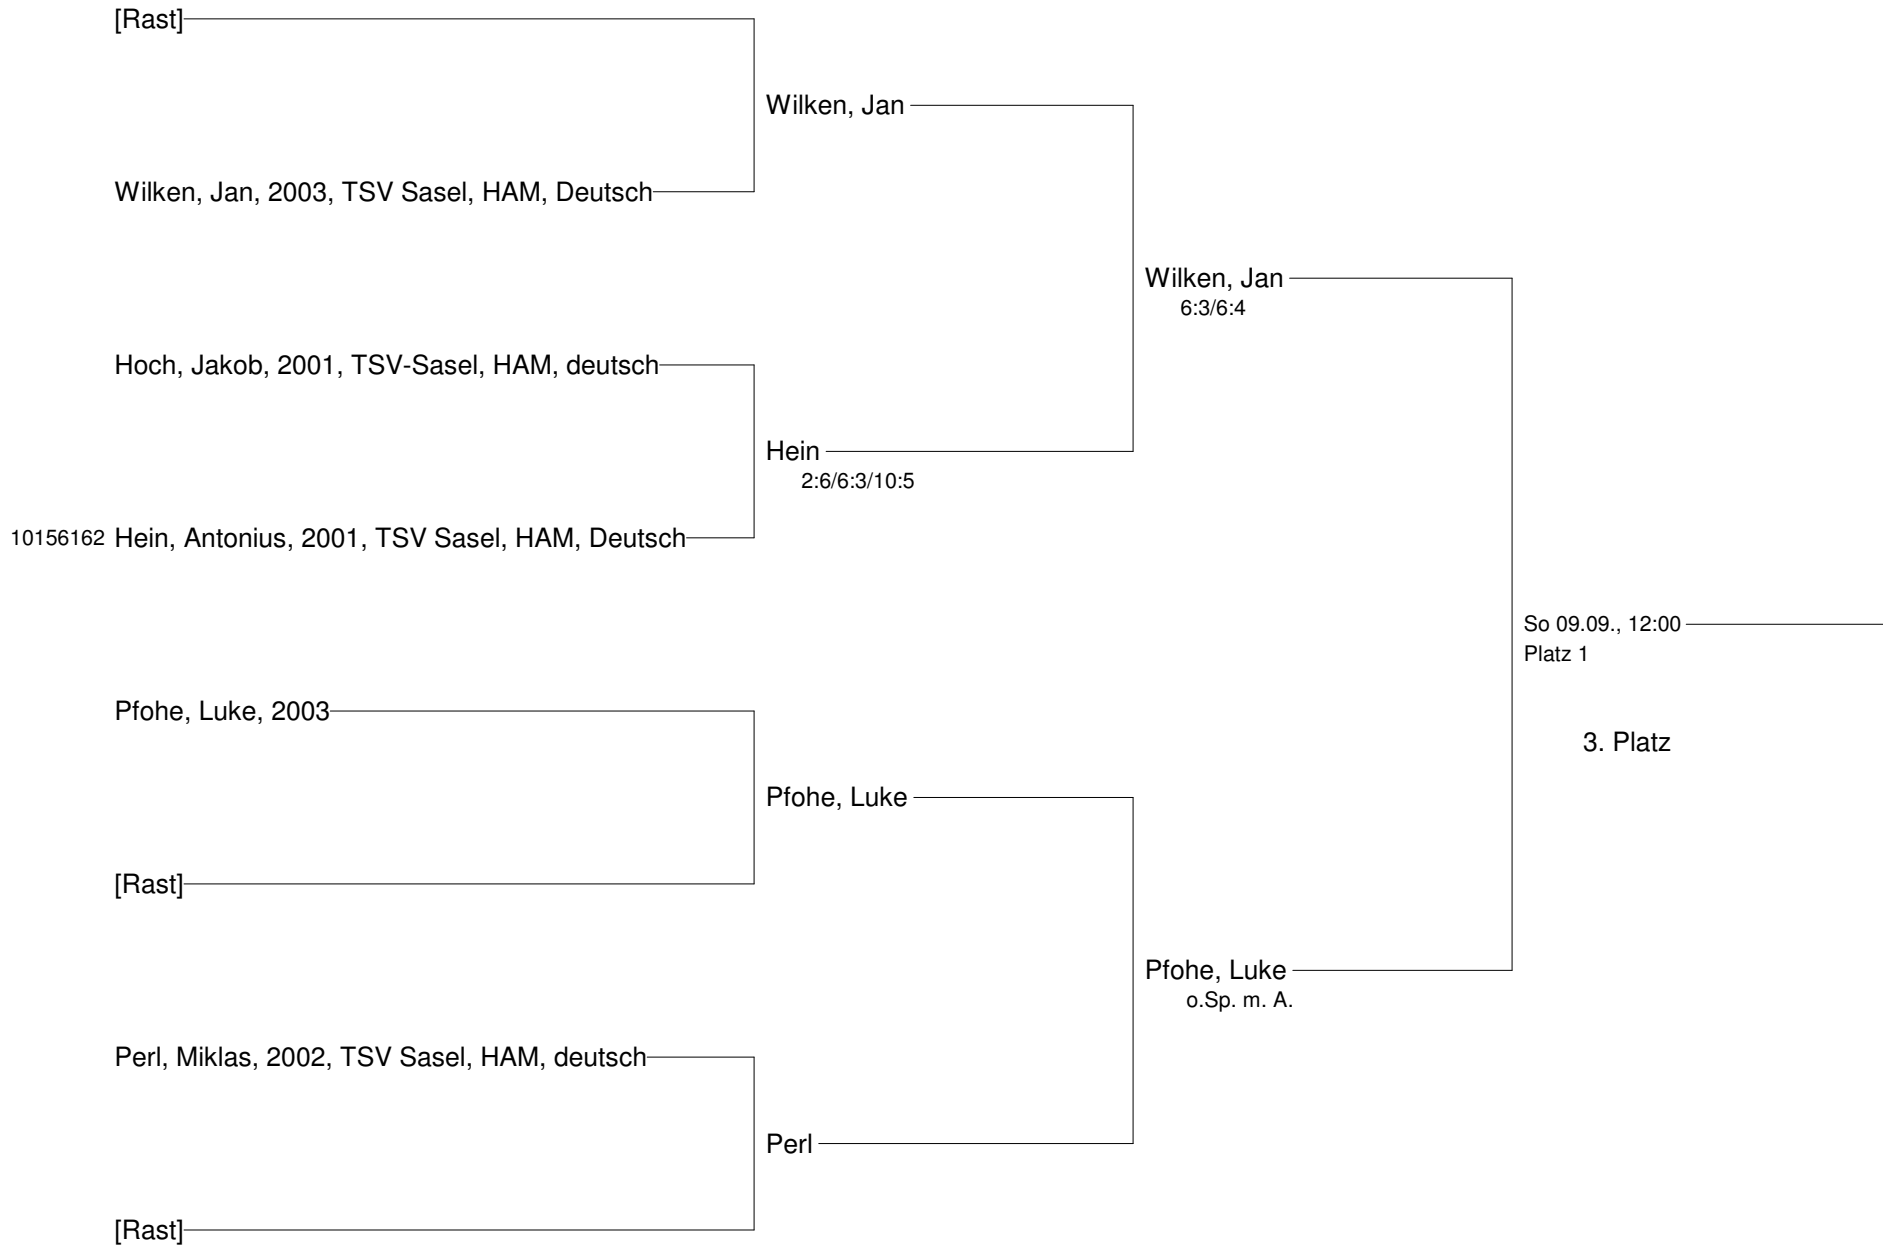 [Rast]
Wilken, Jan
Wilken, Jan, 2003, TSV Sasel, HAM, Deutsch
Wilken, Jan
6:3/6:4
Hoch, Jakob, 2001, TSV-Sasel, HAM, deutsch
Hein
2:6/6:3/10:5
10156162 Hein, Antonius, 2001, TSV Sasel, HAM, Deutsch
So 09.09., 12:00
Platz 1
Pfohe, Luke, 2003
3. Platz
Pfohe, Luke
[Rast]
Pfohe, Luke
o.Sp. m. A.
Perl, Miklas, 2002, TSV Sasel, HAM, deutsch
Perl
[Rast]